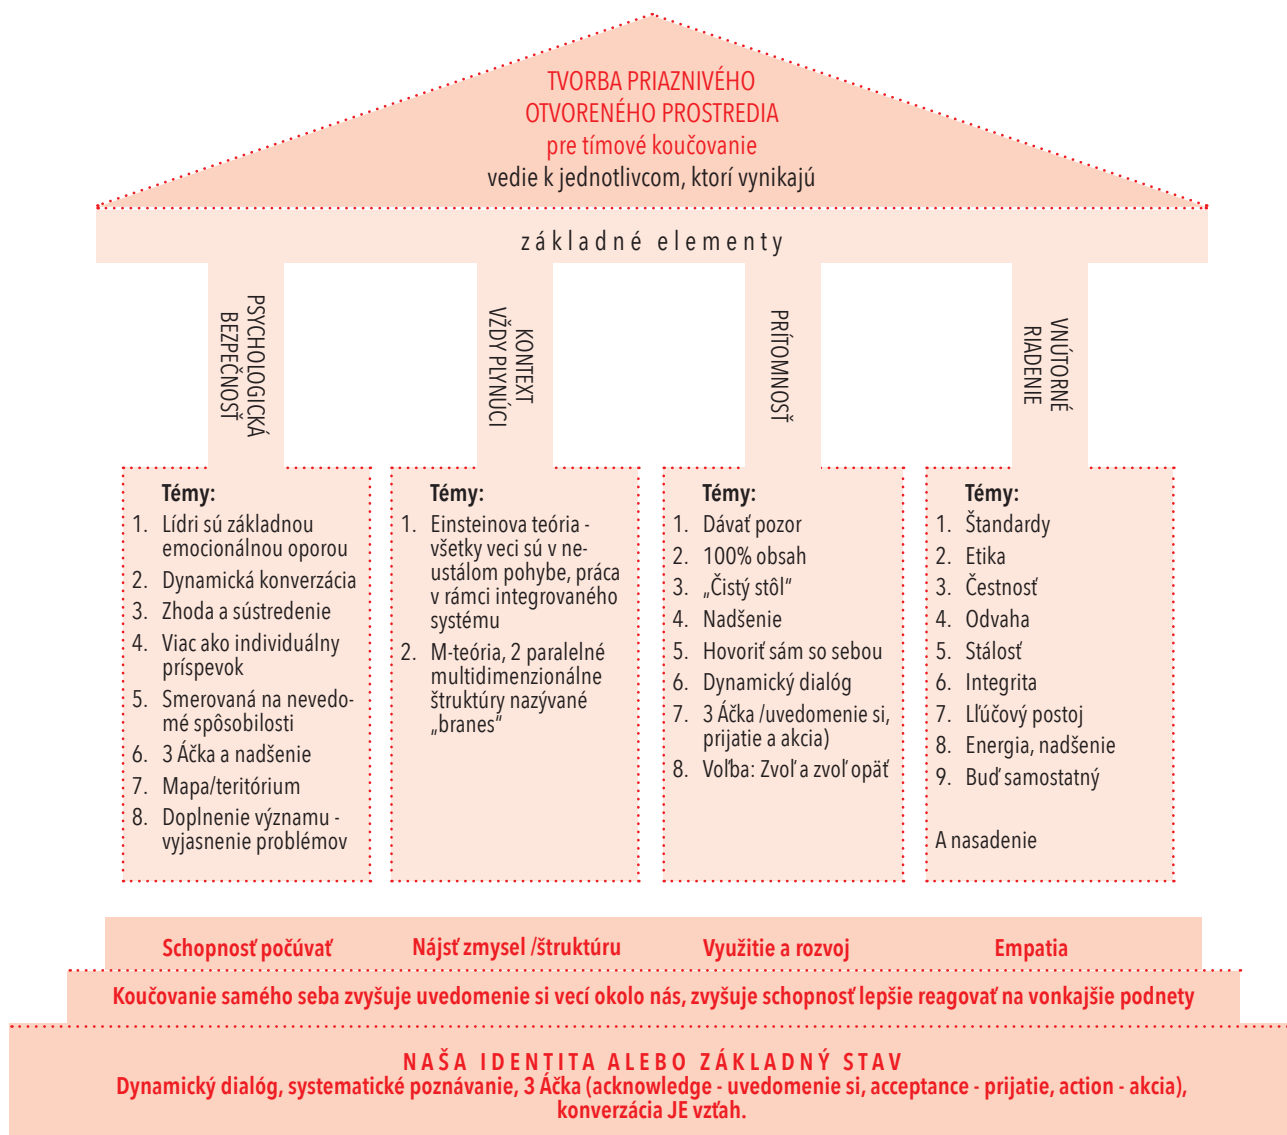 TVORBA PRIAZNIVÉHO
OTVORENÉHO PROSTREDIA
pre tímové koučovanie
vedie k jednotlivcom, ktorí vynikajú
základné elementy
PSYCHOLOGICKÁ
BEZPEČNOSŤ
KONTEXT
VŽDY PLYNÚCI
PRÍTOMNOSŤ
VNÚTORNÉ
RIADENIE
Témy:
1. Lídri sú základnou
emocionálnou oporou
2. Dynamická konverzácia
3. Zhoda a sústredenie
4. Viac ako individuálny
príspevok
5. Smerovaná na nevedo-
mé spôsobilosti
6. 3 Áčka a nadšenie
7. Mapa/teritórium
8. Doplnenie významu -
vyjasnenie problémov
Témy:
1. Einsteinova teória -
všetky veci sú v ne-
ustálom pohybe, práca
v rámci integrovaného
systému
2. M-teória, 2 paralelné
multidimenzionálne
štruktúry nazývané
„branes“
Témy:
1. Dávať pozor
2. 100% obsah
3. „Čistý stôl“
4. Nadšenie
5. Hovoriť sám so sebou
6. Dynamický dialóg
7. 3 Áčka /uvedomenie si,
prijatie a akcia)
8. Voľba: Zvoľ a zvoľ opäť
Témy:
1. Štandardy
2. Etika
3. Čestnosť
4. Odvaha
5. Stálosť
6. Integrita
7. Lľúčový postoj
8. Energia, nadšenie
9. Buď samostatný
A nasadenie
Schopnosť počúvať
Nájsť zmysel /štruktúru
Využitie a rozvoj
Empatia
Koučovanie samého seba zvyšuje uvedomenie si vecí okolo nás, zvyšuje schopnosť lepšie reagovať na vonkajšie podnety
NAŠA IDENTITA ALEBO ZÁKLADNÝ STAV
Dynamický dialóg, systematické poznávanie, 3 Áčka (acknowledge - uvedomenie si, acceptance - prijatie, action - akcia),
konverzácia JE vzťah.